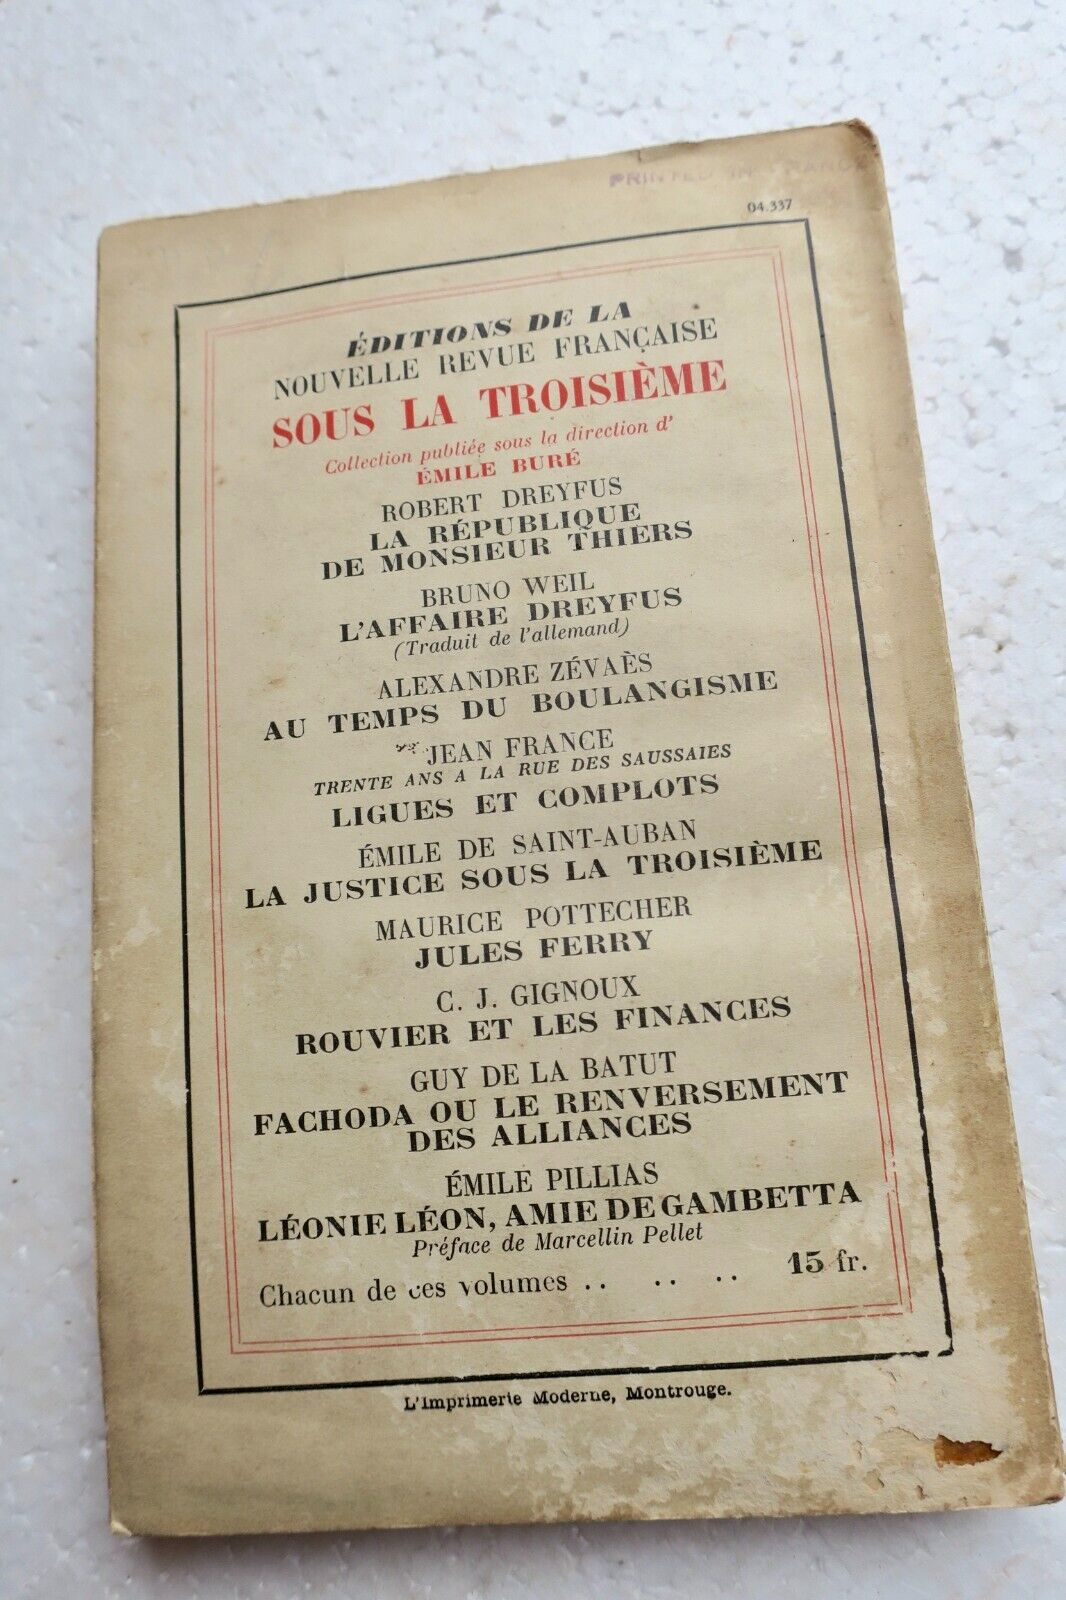 PRINTED IN FRANCE
04.337
ÉDITIONS DE LA
NOUVELLE REVUE FRANÇAISE
SOUS LA TROISIÈME
Collection publiée sous la direction d'
ÉMILE BURÉ
ROBERT DREYFUS
LA RÉPUBLIQUE
DE MONSIEUR THIERS
BRUNO WEIL
L'AFFAIRE DREYFUS
(Traduit de l'allemand)
ALEXANDRE ZÉVAÈS
AU TEMPS DU BOULANGISME
JEAN FRANCE
TRENTE ANS A LA RUE DES SAUSSAIES
LIGUES ET COMPLOTS
ÉMILE DE SAINT-AUBAN
LA JUSTICE SOUS LA TROISIÈME
MAURICE POTTECHER
JULES FERRY
C. J. GIGNOUX
ROUVIER ET LES FINANCES
GUY DE LA BATUT
FACHODA OU LE RENVERSEMENT
DES ALLIANCES
ÉMILE PILLIAS
LÉONIE LÉON, AMIE DE GAMBETTA
Préface de Marcellin Pellet
Chacun de ces volumes .. .. .. 15 fr.
L'Imprimerie Moderne, Montrouge.